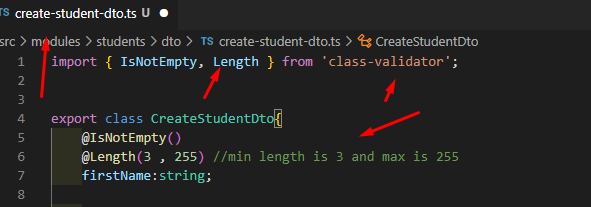 create-student-dto.ts U
src > modules > students > dto > TS create-student-dto.ts > CreateStudentDto
1 import { IsNotEmpty, Length } from 'class-validator';
2
3
4 export class CreateStudentDto{
5 @IsNotEmpty()
6 @Length(3 , 255) //min length is 3 and max is 255
7 firstName:string;
8